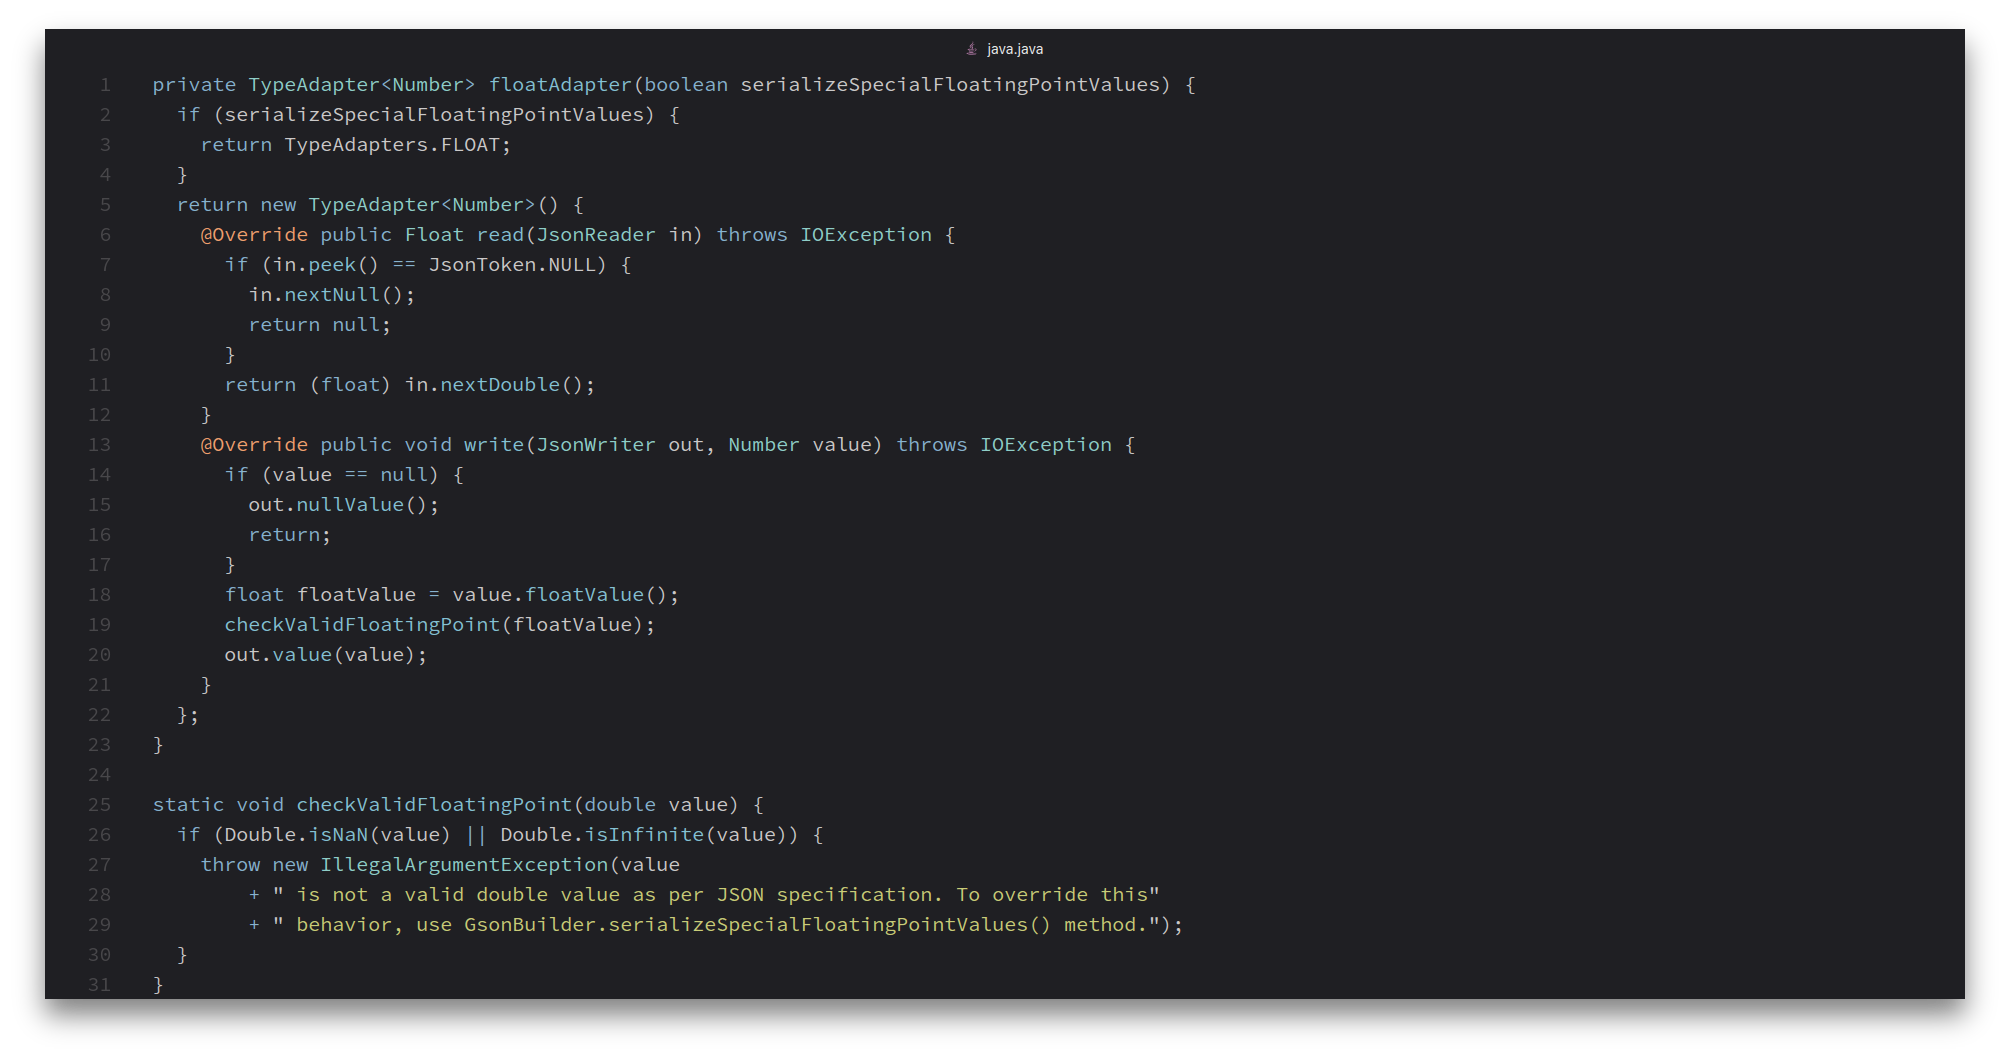 java.java
1 private TypeAdapter<Number> floatAdapter(boolean serializeSpecialFloatingPointValues) {
2   if (serializeSpecialFloatingPointValues) {
3     return TypeAdapters.FLOAT;
4   }
5   return new TypeAdapter<Number>() {
6     @Override public Float read(JsonReader in) throws IOException {
7       if (in.peek() == JsonToken.NULL) {
8         in.nextNull();
9         return null;
10       }
11       return (float) in.nextDouble();
12     }
13     @Override public void write(JsonWriter out, Number value) throws IOException {
14       if (value == null) {
15         out.nullValue();
16         return;
17       }
18       float floatValue = value.floatValue();
19       checkValidFloatingPoint(floatValue);
20       out.value(value);
21     }
22   };
23 }
24
25 static void checkValidFloatingPoint(double value) {
26   if (Double.isNaN(value) || Double.isInfinite(value)) {
27     throw new IllegalArgumentException(value
28         + " is not a valid double value as per JSON specification. To override this"
29         + " behavior, use GsonBuilder.serializeSpecialFloatingPointValues() method.");
30   }
31 }